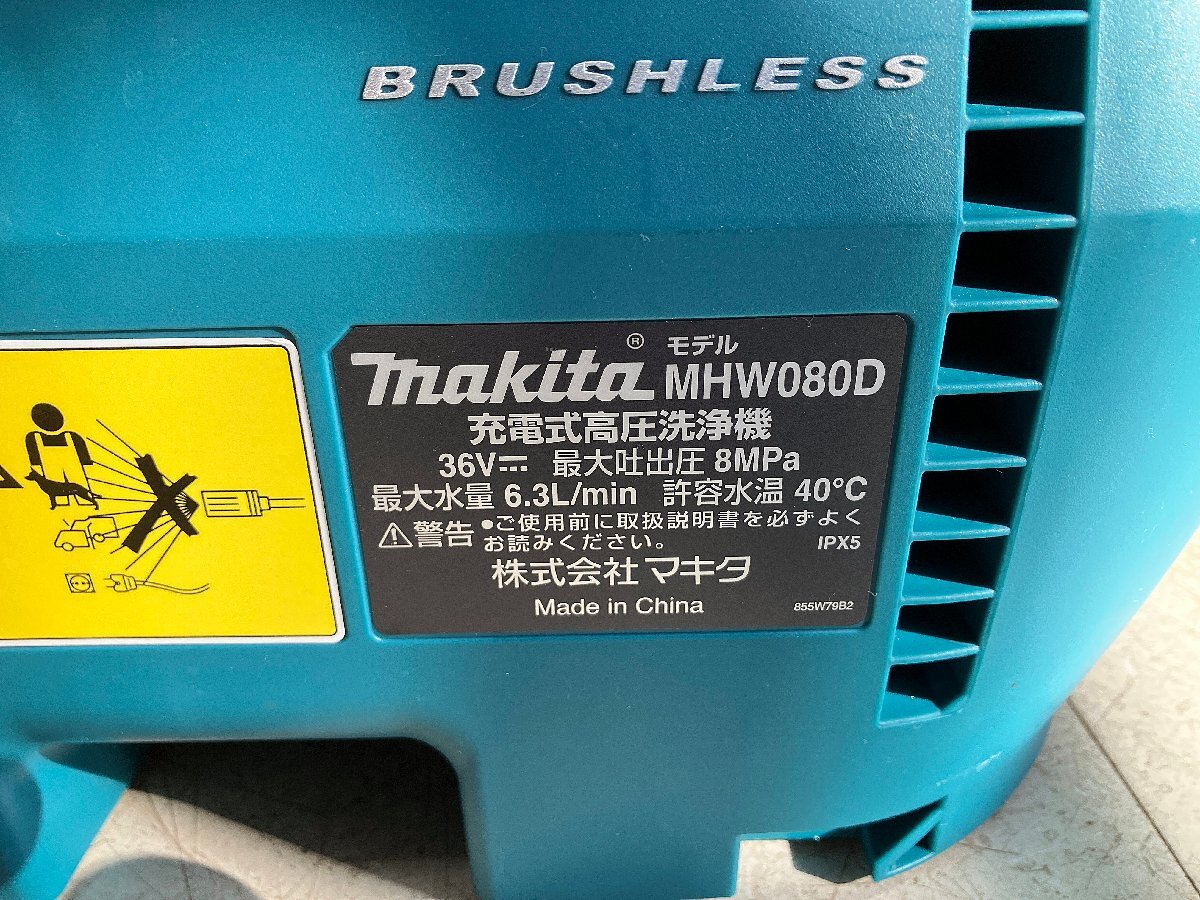 BRUSHLESS
makita® モデル MHW080D
充電式高圧洗浄機
36V⎓ 最大吐出圧 8MPa
最大水量 6.3L/min 許容水温 40°C
⚠警告 ●ご使用前に取扱説明書を必ずよく
お読みください。 IPX5
株式会社 マキタ
Made in China 855W79B2